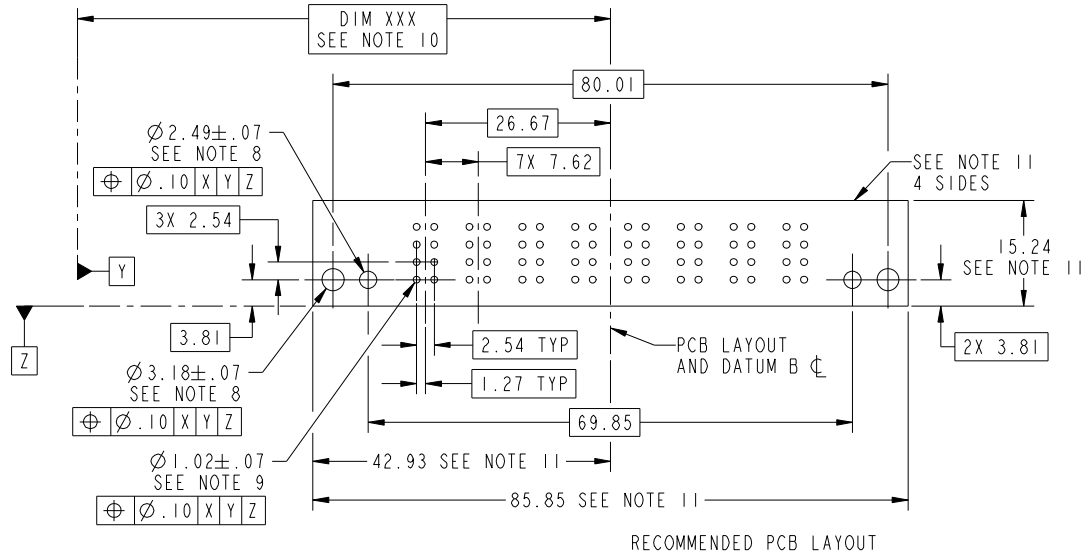 DIM XXX
SEE NOTE 10
80.01
26.67
Ø2.49±.07
SEE NOTE 8
⌖ Ø.10 X Y Z
7X 7.62
SEE NOTE 11
4 SIDES
3X 2.54
15.24
SEE NOTE 11
Y
3.81
Z
2.54 TYP
PCB LAYOUT
AND DATUM B ℄
2X 3.81
Ø3.18±.07
SEE NOTE 8
⌖ Ø.10 X Y Z
1.27 TYP
69.85
Ø1.02±.07
SEE NOTE 9
⌖ Ø.10 X Y Z
42.93 SEE NOTE 11
85.85 SEE NOTE 11
RECOMMENDED PCB LAYOUT